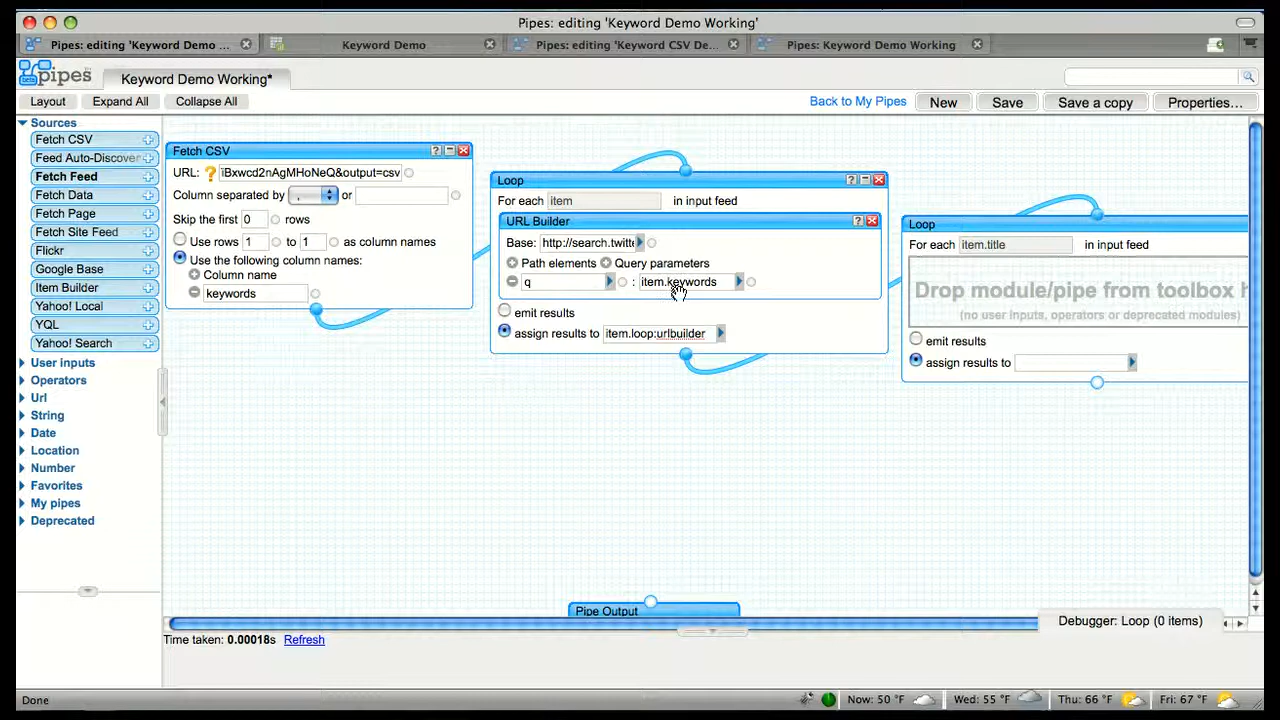 Pipes: editing 'Keyword Demo Working'
Pipes: editing 'Keyword Demo ...
Keyword Demo
Pipes: editing 'Keyword CSV De...
Pipes: Keyword Demo Working
pipes
beta
Keyword Demo Working*
Layout
Expand All
Collapse All
Back to My Pipes
New
Save
Save a copy
Properties...
Sources
Fetch CSV
Feed Auto-Discover
Fetch Feed
Fetch Data
Fetch Page
Fetch Site Feed
Flickr
Google Base
Item Builder
Yahoo! Local
YQL
Yahoo! Search
User inputs
Operators
Url
String
Date
Location
Number
Favorites
My pipes
Deprecated
Fetch CSV
URL: ? iBxwcd2nAgMHoNeQ&output=csv
Column separated by , or
Skip the first 0 rows
Use rows 1 to 1 as column names
Use the following column names:
Column name
keywords
Loop
For each item in input feed
URL Builder
Base: http://search.twitte
Path elements Query parameters
q : item.keywords
emit results
assign results to item.loop:urlbuilder
Loop
For each item.title in input feed
Drop module/pipe from toolbox h
(no user inputs, operators or deprecated modules)
emit results
assign results to
Pipe Output
Debugger: Loop (0 items)
Time taken: 0.00018s Refresh
Done
Now: 50 °F
Wed: 55 °F
Thu: 66 °F
Fri: 67 °F